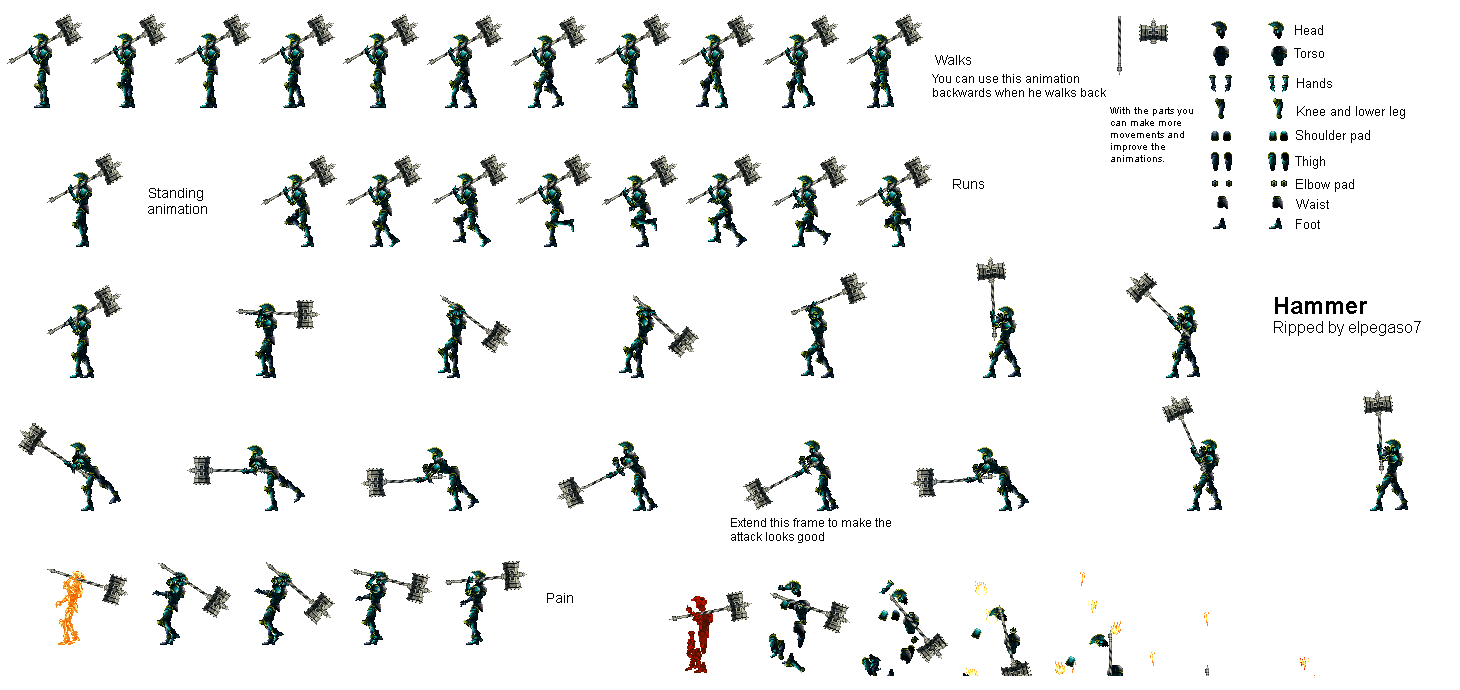 Walks
You can use this animation
backwards when he walks back
With the parts you
can make more
movements and
improve the
animations.
Head
Torso
Hands
Knee and lower leg
Shoulder pad
Thigh
Elbow pad
Waist
Foot
Standing
animation
Runs
Hammer
Ripped by elpegaso7
Extend this frame to make the
attack looks good
Pain